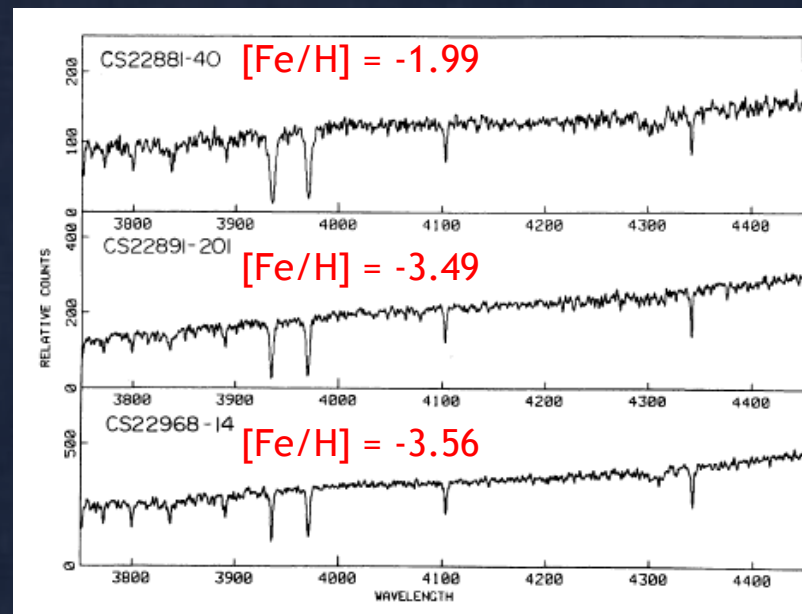 CS22881-40 [Fe/H] = -1.99
200
100
0
3800 3900 4000 4100 4200 4300 4400
400
CS22891-201 [Fe/H] = -3.49
RELATIVE COUNTS
200
0
3800 3900 4000 4100 4200 4300 4400
CS22968-14 [Fe/H] = -3.56
500
0
3800 3900 4000 4100 4200 4300 4400
WAVELENGTH